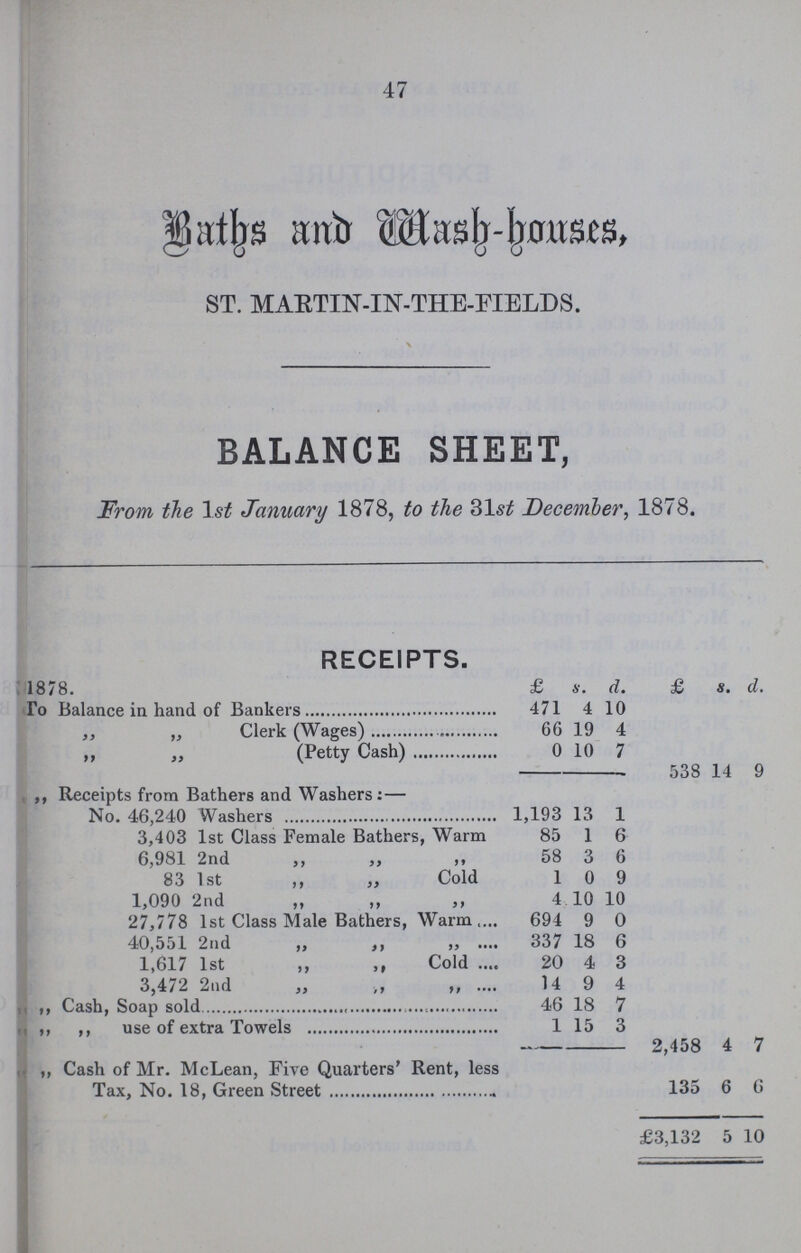 47
Baths and Wash-houses,
ST. MARTIN-IN-THE-FIELDS.
BALANCE SHEET,
From the 1st January 1878, to the 31st December, 1878.
RECEIPTS.
1878. £ s. d. £ s. d.
To Balance in hand of Bankers 471 4 10
„ „ Clerk (Wages) 66 19 4
„ „ (Petty Cash) 0 10 7
538 14 9
„ Receipts from Bathers and Washers:—
No. 46,240 Washers 1,193 13 1
3,403 1st Class Female Bathers, Warm 85 1 6
6,981 2nd „ „ „ 58 3 6
83 1st „ „ Cold 1 0 9
1,090 2nd „ „ „ 4 10 10
27,778 1st Class Male Bathers, Warm 694 9 0
40,551 2nd „ „ „ 337 18 6
1,617 1st „ „ Cold 20 4 3
3,472 2nd „ „ „ 14 9 4
„ „ Cash, Soap sold 46 18 7
„ „ „ use of extra Towels 1 15 3
2,458 4 7
„ „ Cash of Mr. McLean, Five Quarters' Rent, less
Tax, No. 18, Green Street 135 6 6
£3,132 5 10